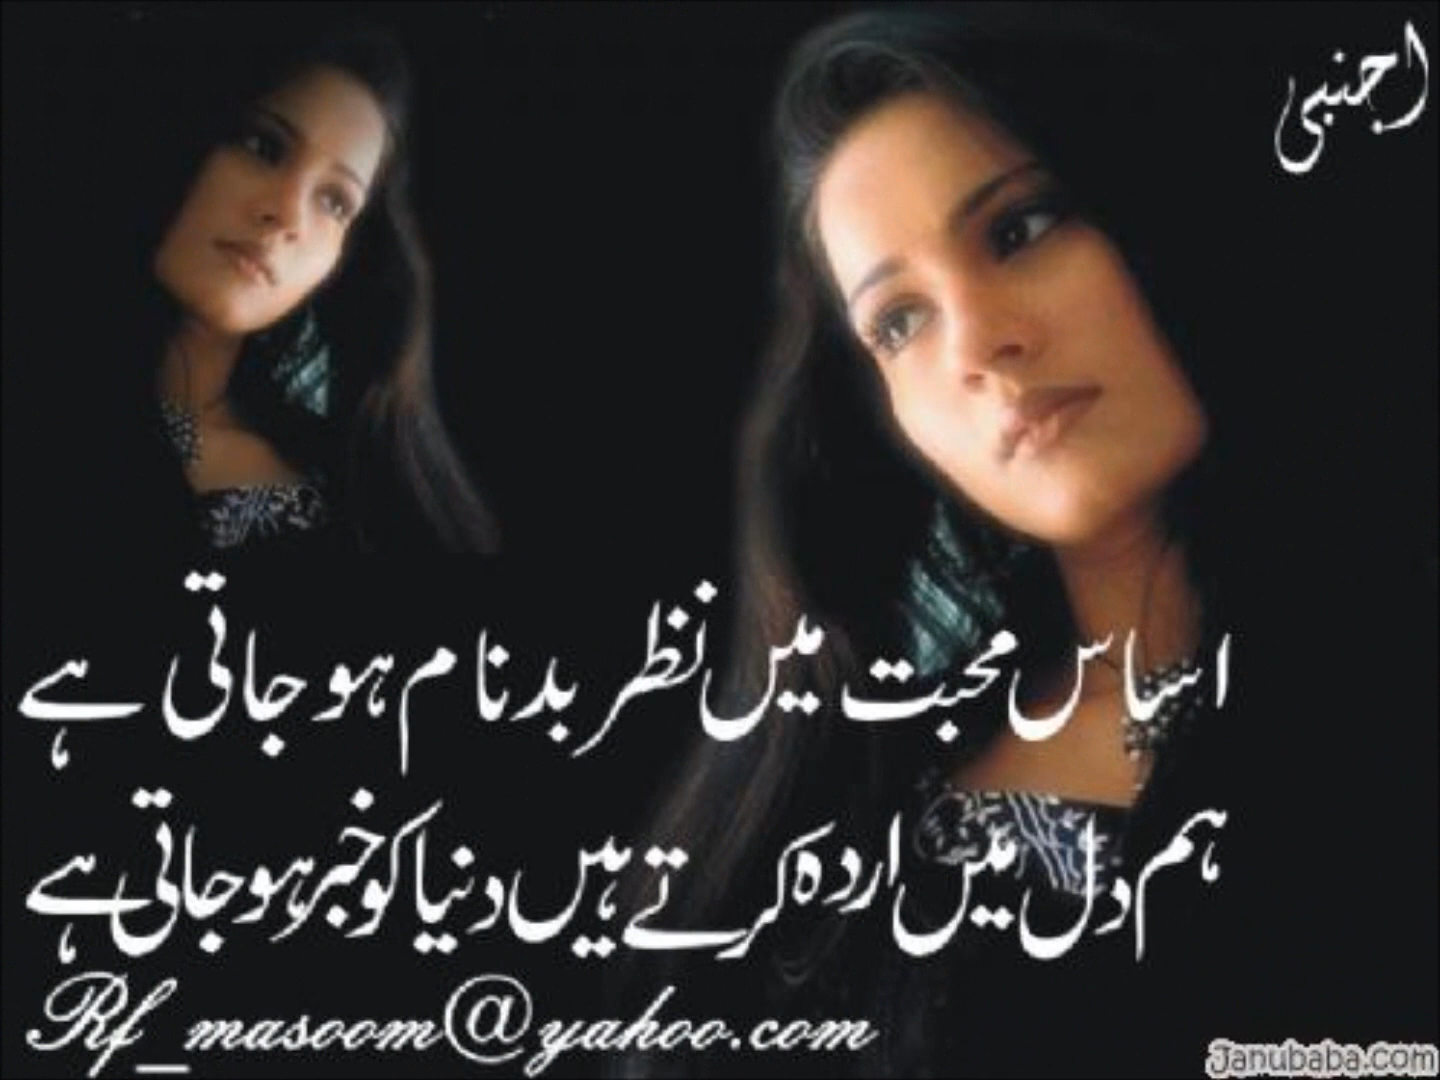 اجنبی
اساس محبت میں نظر بدنام ہو جاتی ہے
ہم دل میں اردہ کرتے ہیں دنیا کو خبر ہو جاتی ہے
Rf_masoom@yahoo.com
Janubaba.com